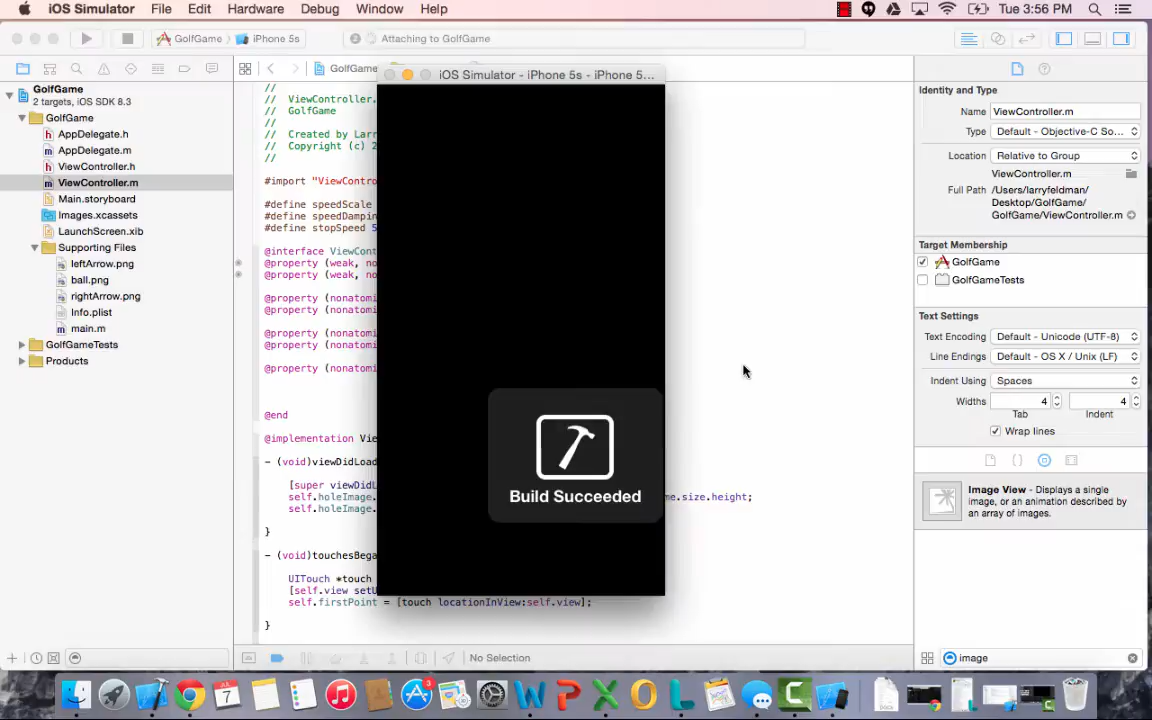 iOS Simulator File Edit Hardware Debug Window Help Tue 3:56 PM
GolfGame iPhone 5s Attaching to GolfGame
GolfGame
2 targets, iOS SDK 8.3
GolfGame
AppDelegate.h
AppDelegate.m
ViewController.h
ViewController.m
Main.storyboard
Images.xcassets
LaunchScreen.xib
Supporting Files
leftArrow.png
ball.png
rightArrow.png
Info.plist
main.m
GolfGameTests
Products
GolfGame
//
// ViewController.
// GolfGame
//
// Created by Larr
// Copyright (c) 2
//
#import "ViewContro
#define speedScale
#define speedDampin
#define stopSpeed 5
@interface ViewCont
@property (weak, no
@property (weak, no
@property (nonatomi
@property (nonatomi
@property (nonatomi
@property (nonatomi
@property (nonatomi
@end
@implementation Vie
- (void)viewDidLoad
[super viewDidL
self.holeImage. me.size.height;
self.holeImage.
}
- (void)touchesBega
UITouch *touch
[self.view setU
self.firstPoint = [touch locationInView:self.view];
}
iOS Simulator - iPhone 5s - iPhone 5...
Build Succeeded
No Selection
Identity and Type
Name ViewController.m
Type Default - Objective-C So...
Location Relative to Group
ViewController.m
Full Path /Users/larryfeldman/
Desktop/GolfGame/
GolfGame/ViewController.m
Target Membership
GolfGame
GolfGameTests
Text Settings
Text Encoding Default - Unicode (UTF-8)
Line Endings Default - OS X / Unix (LF)
Indent Using Spaces
Widths 4 4
Tab Indent
Wrap lines
Image View - Displays a single
image, or an animation described by
an array of images.
image
7
3